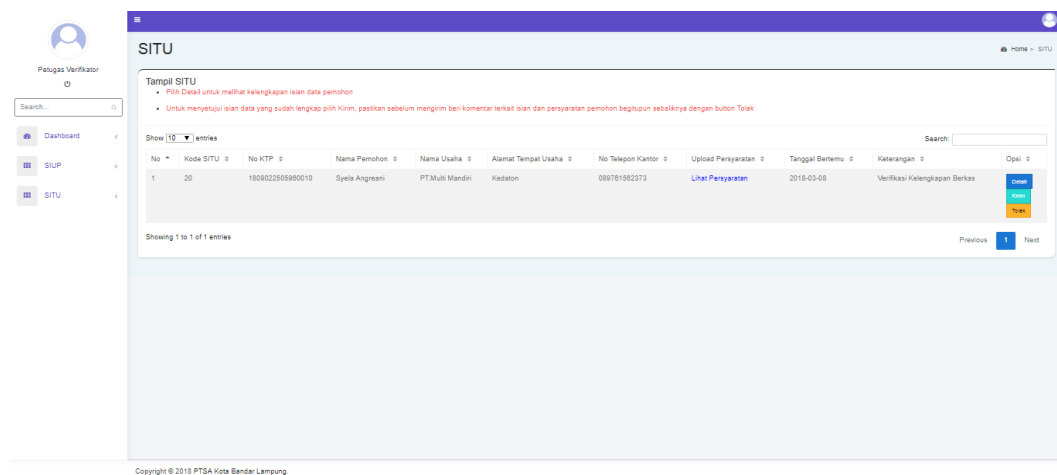 SITU
Home > SITU
Petugas Verifikator
Search...
Dashboard
SIUP
SITU
Tampil SITU
Pilih Detail untuk melihat kelengkapan isian data pemohon
Untuk menyetujui isian data yang sudah lengkap pilih Kirim, pastikan sebelum mengirim beri komentar terkait isian dan persyaratan pemohon begitupun sebaliknya dengan button Tolak
Show 10 entries
Search:
No Kode SITU No KTP Nama Pemohon Nama Usaha Alamat Tempat Usaha No Telepon Kantor Upload Persyaratan Tanggal Bertemu Keterangan Opsi
1 20 1809022505960010 Syela Angreani PT.Multi Mandiri Kedaton 089761562373 Lihat Persyaratan 2018-03-08 Verifikasi Kelengkapan Berkas Detail
Kirim
Tolak
Showing 1 to 1 of 1 entries
Previous 1 Next
Copyright © 2018 PTSA Kota Bandar Lampung.